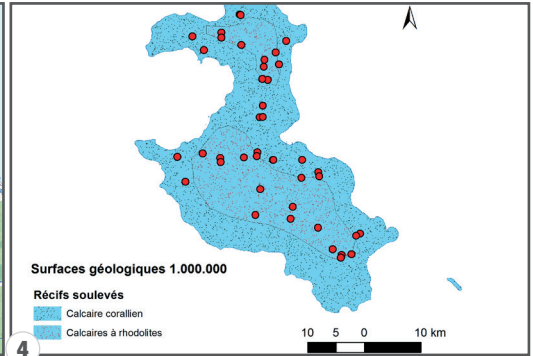 Surfaces géologiques 1.000.000
Récifs soulevés
Calcaire corallien
Calcaires à rhodolites
10 5 0 10 km
4